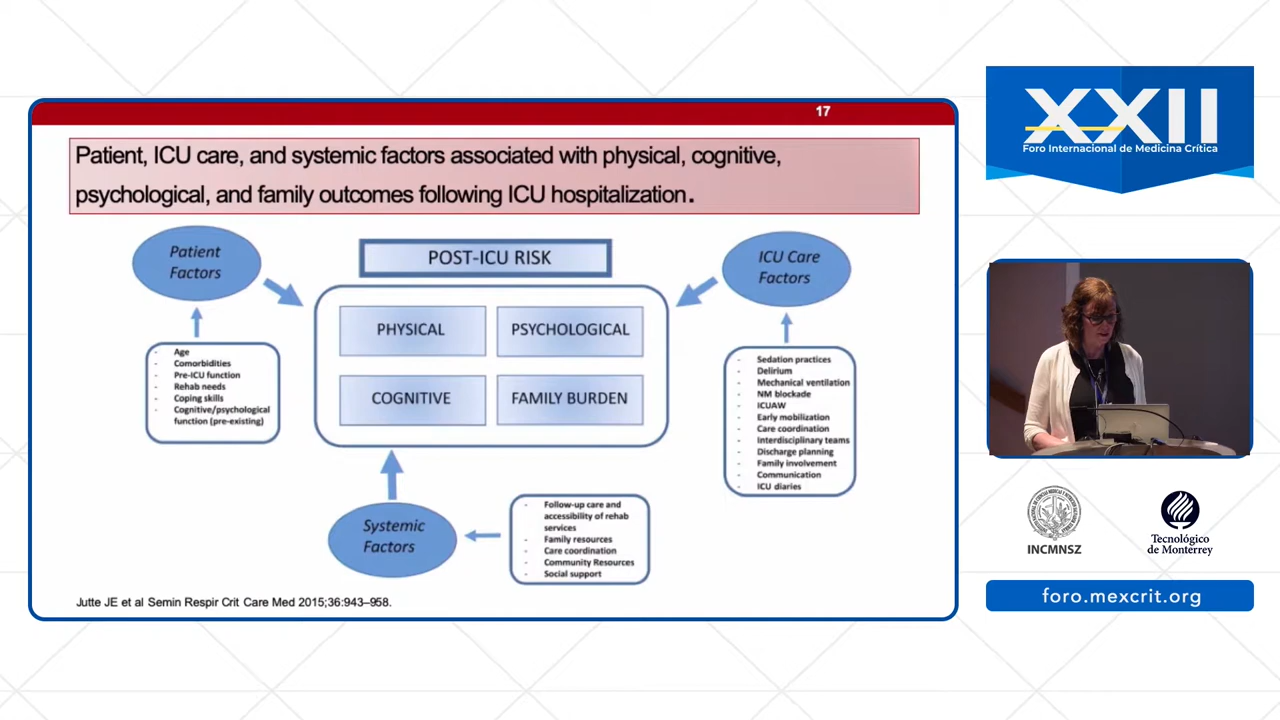 17
Patient, ICU care, and systemic factors associated with physical, cognitive,
psychological, and family outcomes following ICU hospitalization.
Patient
Factors
POST-ICU RISK
ICU Care
Factors
PHYSICAL
PSYCHOLOGICAL
COGNITIVE
FAMILY BURDEN
- Age
- Comorbidities
- Pre-ICU function
- Rehab needs
- Coping skills
- Cognitive/psychological
function (pre-existing)
- Sedation practices
- Delirium
- Mechanical ventilation
- NM blockade
- ICUAW
- Early mobilization
- Care coordination
- Interdisciplinary teams
- Discharge planning
- Family involvement
- Communication
- ICU diaries
Systemic
Factors
- Follow-up care and
accessibility of rehab
services
- Family resources
- Care coordination
- Community Resources
- Social support
Jutte JE et al Semin Respir Crit Care Med 2015;36:943–958.
XXII
Foro Internacional de Medicina Crítica
INCMNSZ
Tecnológico
de Monterrey
foro.mexcrit.org